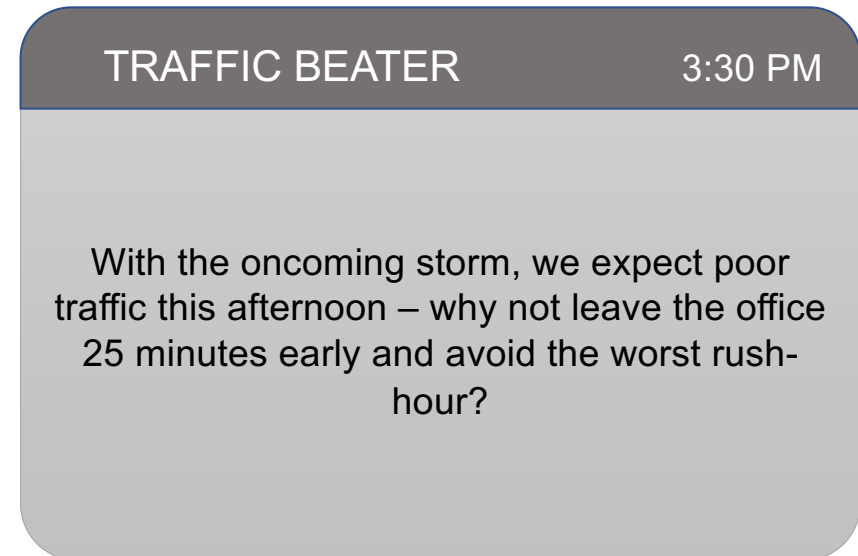 TRAFFIC BEATER 3:30 PM
With the oncoming storm, we expect poor
traffic this afternoon – why not leave the office
25 minutes early and avoid the worst rush-
hour?